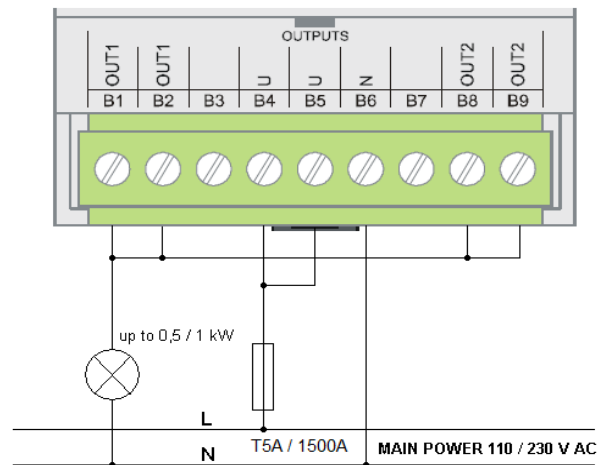 OUTPUTS
OUT1 OUT1 U U N OUT2 OUT2
B1 B2 B3 B4 B5 B6 B7 B8 B9
up to 0,5 / 1 kW
L
T5A / 1500A
MAIN POWER 110 / 230 V AC
N